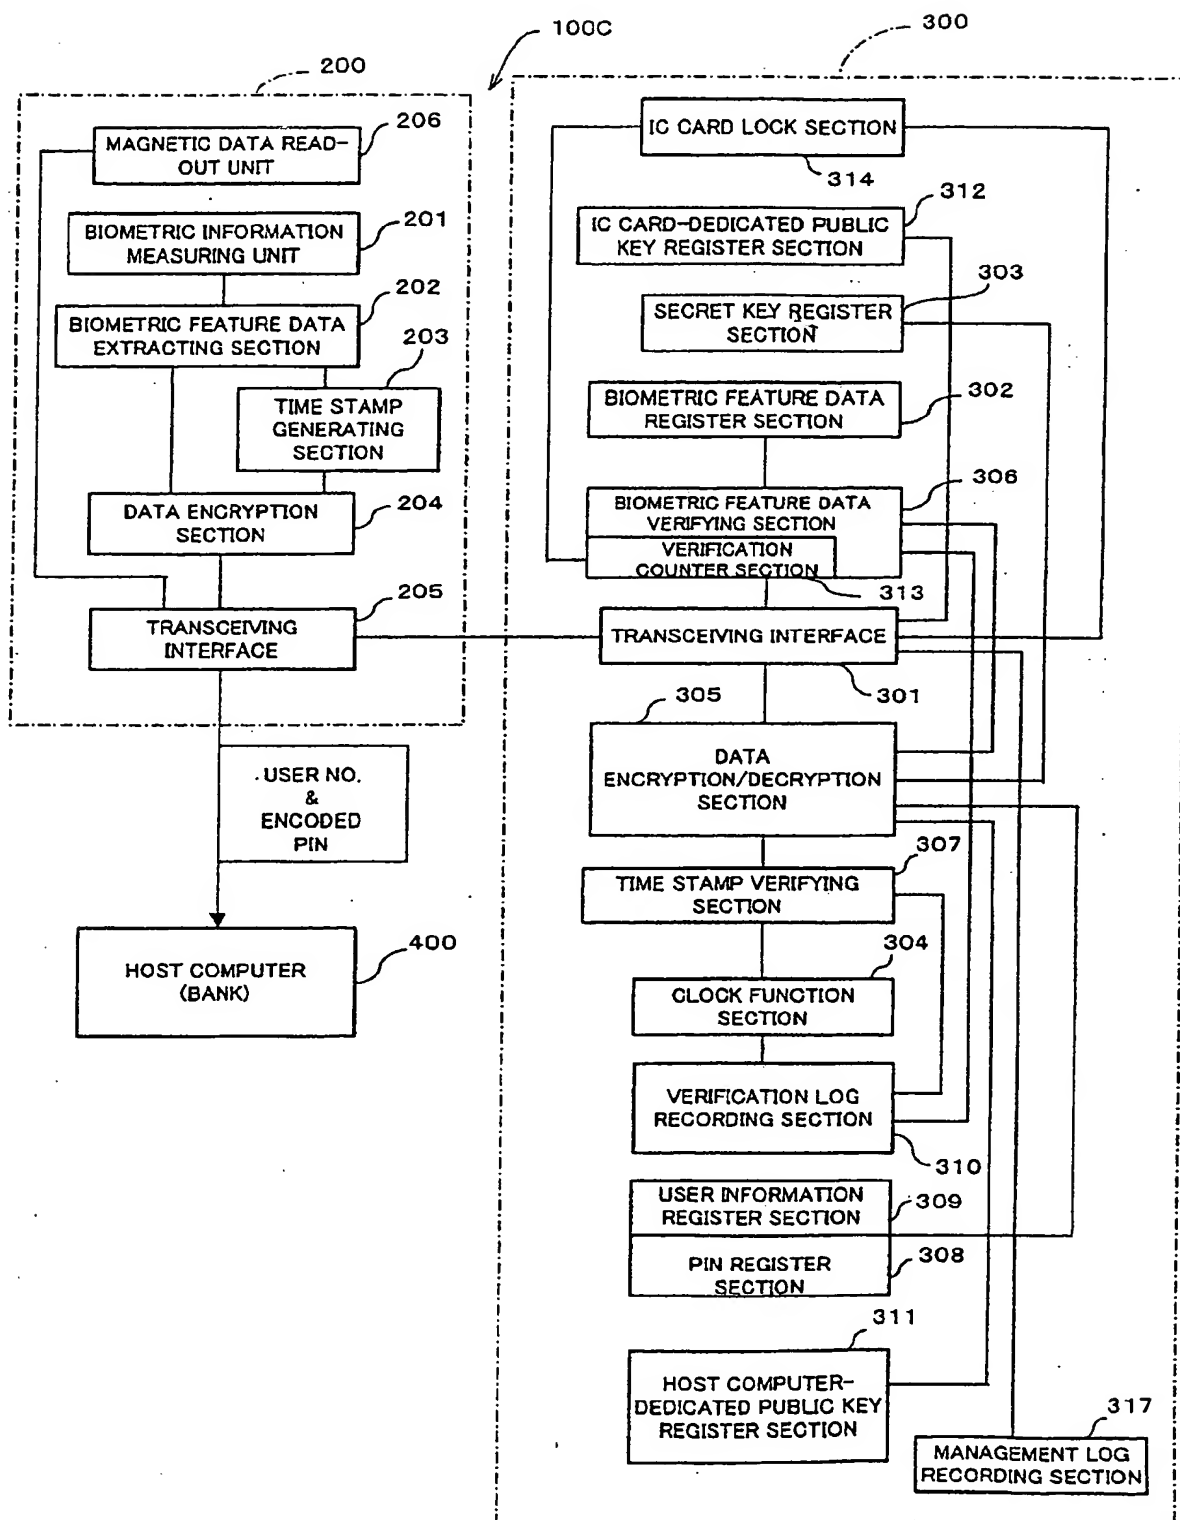 100C
300
200
206
MAGNETIC DATA READ-
OUT UNIT
201
BIOMETRIC INFORMATION
MEASURING UNIT
202
BIOMETRIC FEATURE DATA
EXTRACTING SECTION
203
TIME STAMP
GENERATING
SECTION
204
DATA ENCRYPTION
SECTION
205
TRANSCEIVING
INTERFACE
USER NO.
&
ENCODED
PIN
400
HOST COMPUTER
(BANK)
IC CARD LOCK SECTION
314
312
IC CARD-DEDICATED PUBLIC
KEY REGISTER SECTION
303
SECRET KEY REGISTER
SECTION
302
BIOMETRIC FEATURE DATA
REGISTER SECTION
306
BIOMETRIC FEATURE DATA
VERIFYING SECTION
VERIFICATION
COUNTER SECTION
313
TRANSCEIVING INTERFACE
301
305
DATA
ENCRYPTION/DECRYPTION
SECTION
307
TIME STAMP VERIFYING
SECTION
304
CLOCK FUNCTION
SECTION
VERIFICATION LOG
RECORDING SECTION
310
USER INFORMATION
REGISTER SECTION
309
PIN REGISTER
SECTION
308
311
HOST COMPUTER-
DEDICATED PUBLIC KEY
REGISTER SECTION
317
MANAGEMENT LOG
RECORDING SECTION